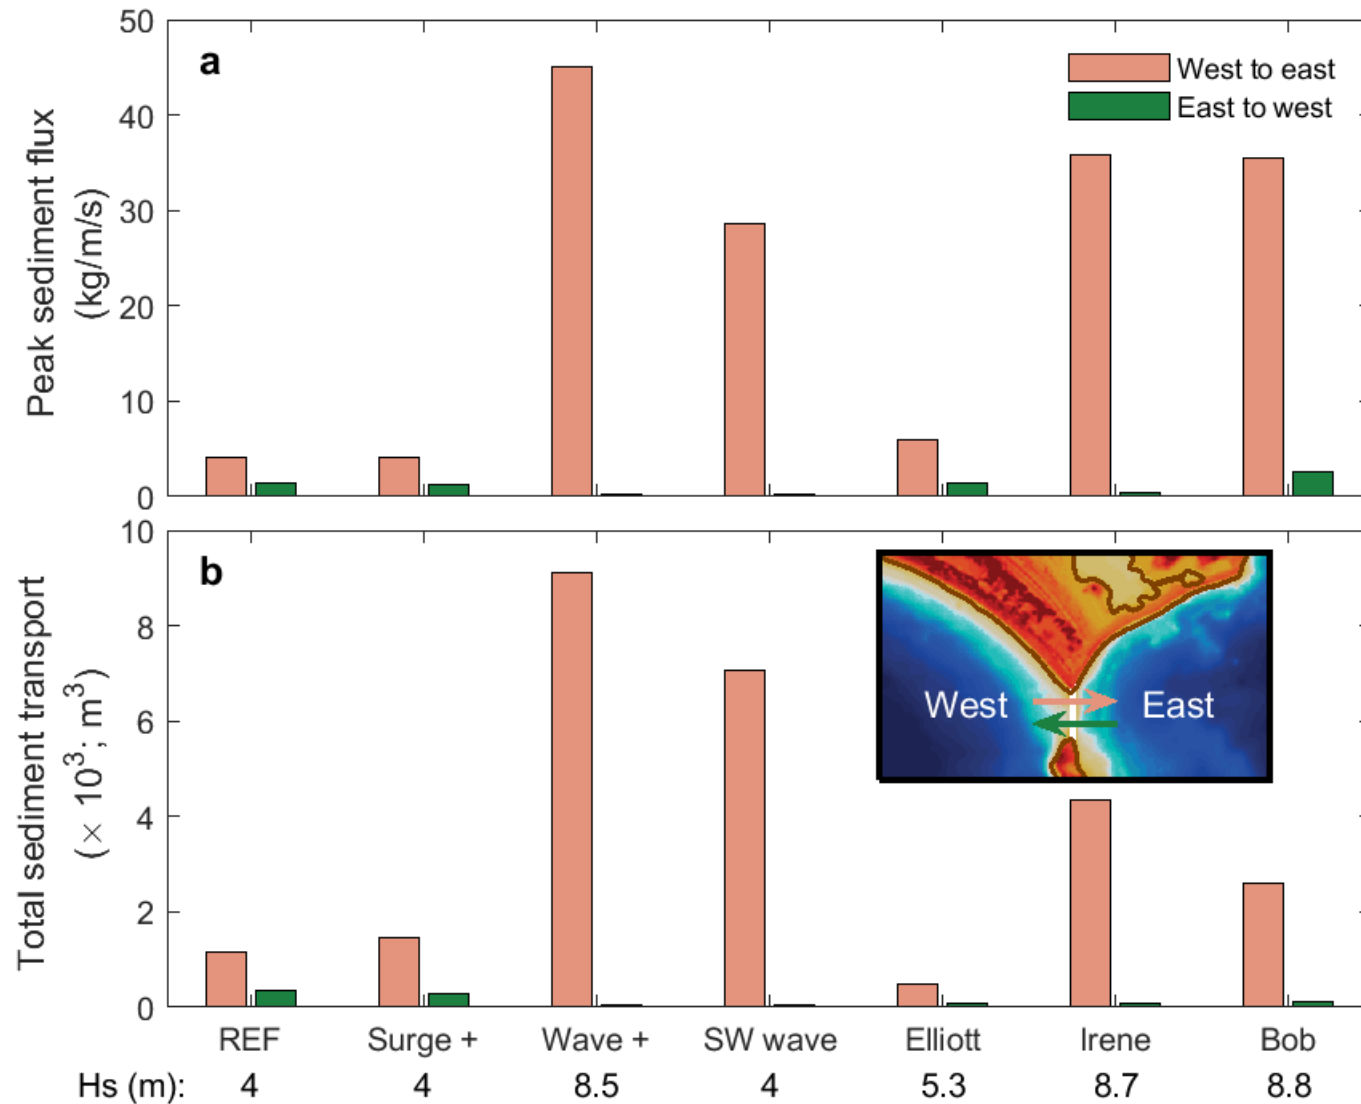 a
West to east
East to west
50
40
30
20
10
0
Peak sediment flux
(kg/m/s)
b
West
East
10
8
6
4
2
0
Total sediment transport
(× 10³; m³)
REF Surge + Wave + SW wave Elliott Irene Bob
Hs (m): 4 4 8.5 4 5.3 8.7 8.8